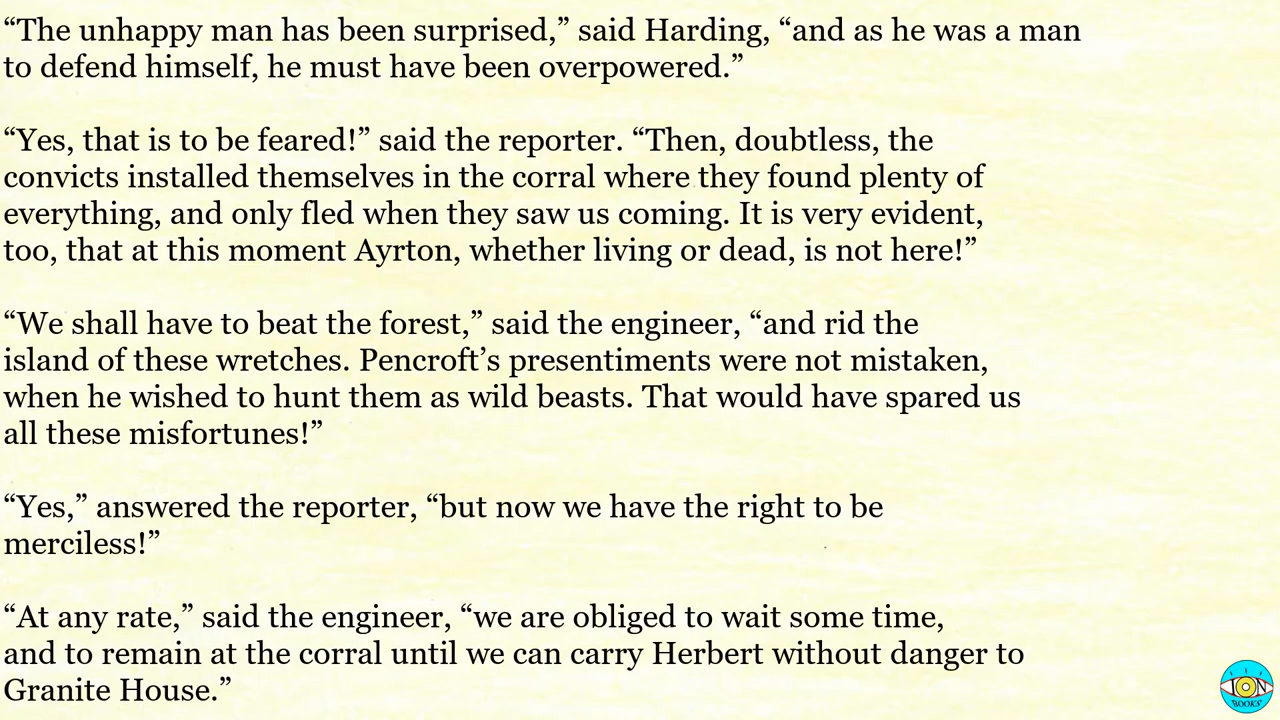 “The unhappy man has been surprised,” said Harding, “and as he was a man
to defend himself, he must have been overpowered.”
“Yes, that is to be feared!” said the reporter. “Then, doubtless, the
convicts installed themselves in the corral where they found plenty of
everything, and only fled when they saw us coming. It is very evident,
too, that at this moment Ayrton, whether living or dead, is not here!”
“We shall have to beat the forest,” said the engineer, “and rid the
island of these wretches. Pencroft’s presentiments were not mistaken,
when he wished to hunt them as wild beasts. That would have spared us
all these misfortunes!”
“Yes,” answered the reporter, “but now we have the right to be
merciless!”
“At any rate,” said the engineer, “we are obliged to wait some time,
and to remain at the corral until we can carry Herbert without danger to
Granite House.”
ION
BOOKS